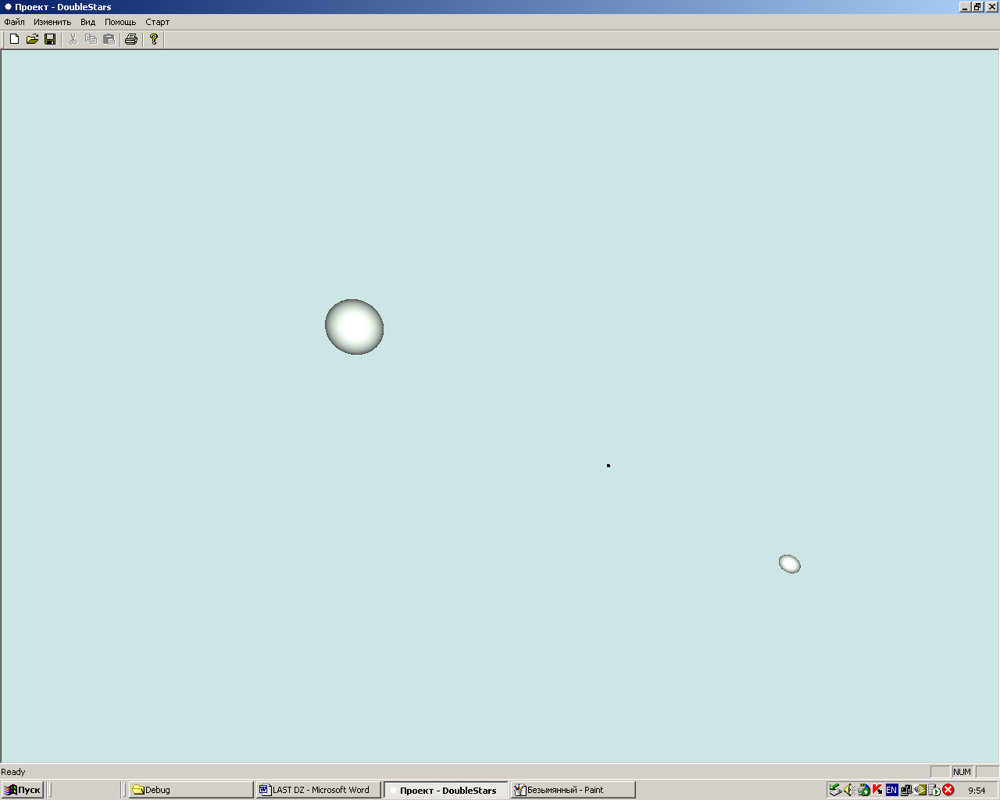 Проект - DoubleStars
Файл Изменить Вид Помощь Старт
Ready NUM
Пуск Debug LAST DZ - Microsoft Word Проект - DoubleStars Безымянный - Paint EN 9:54